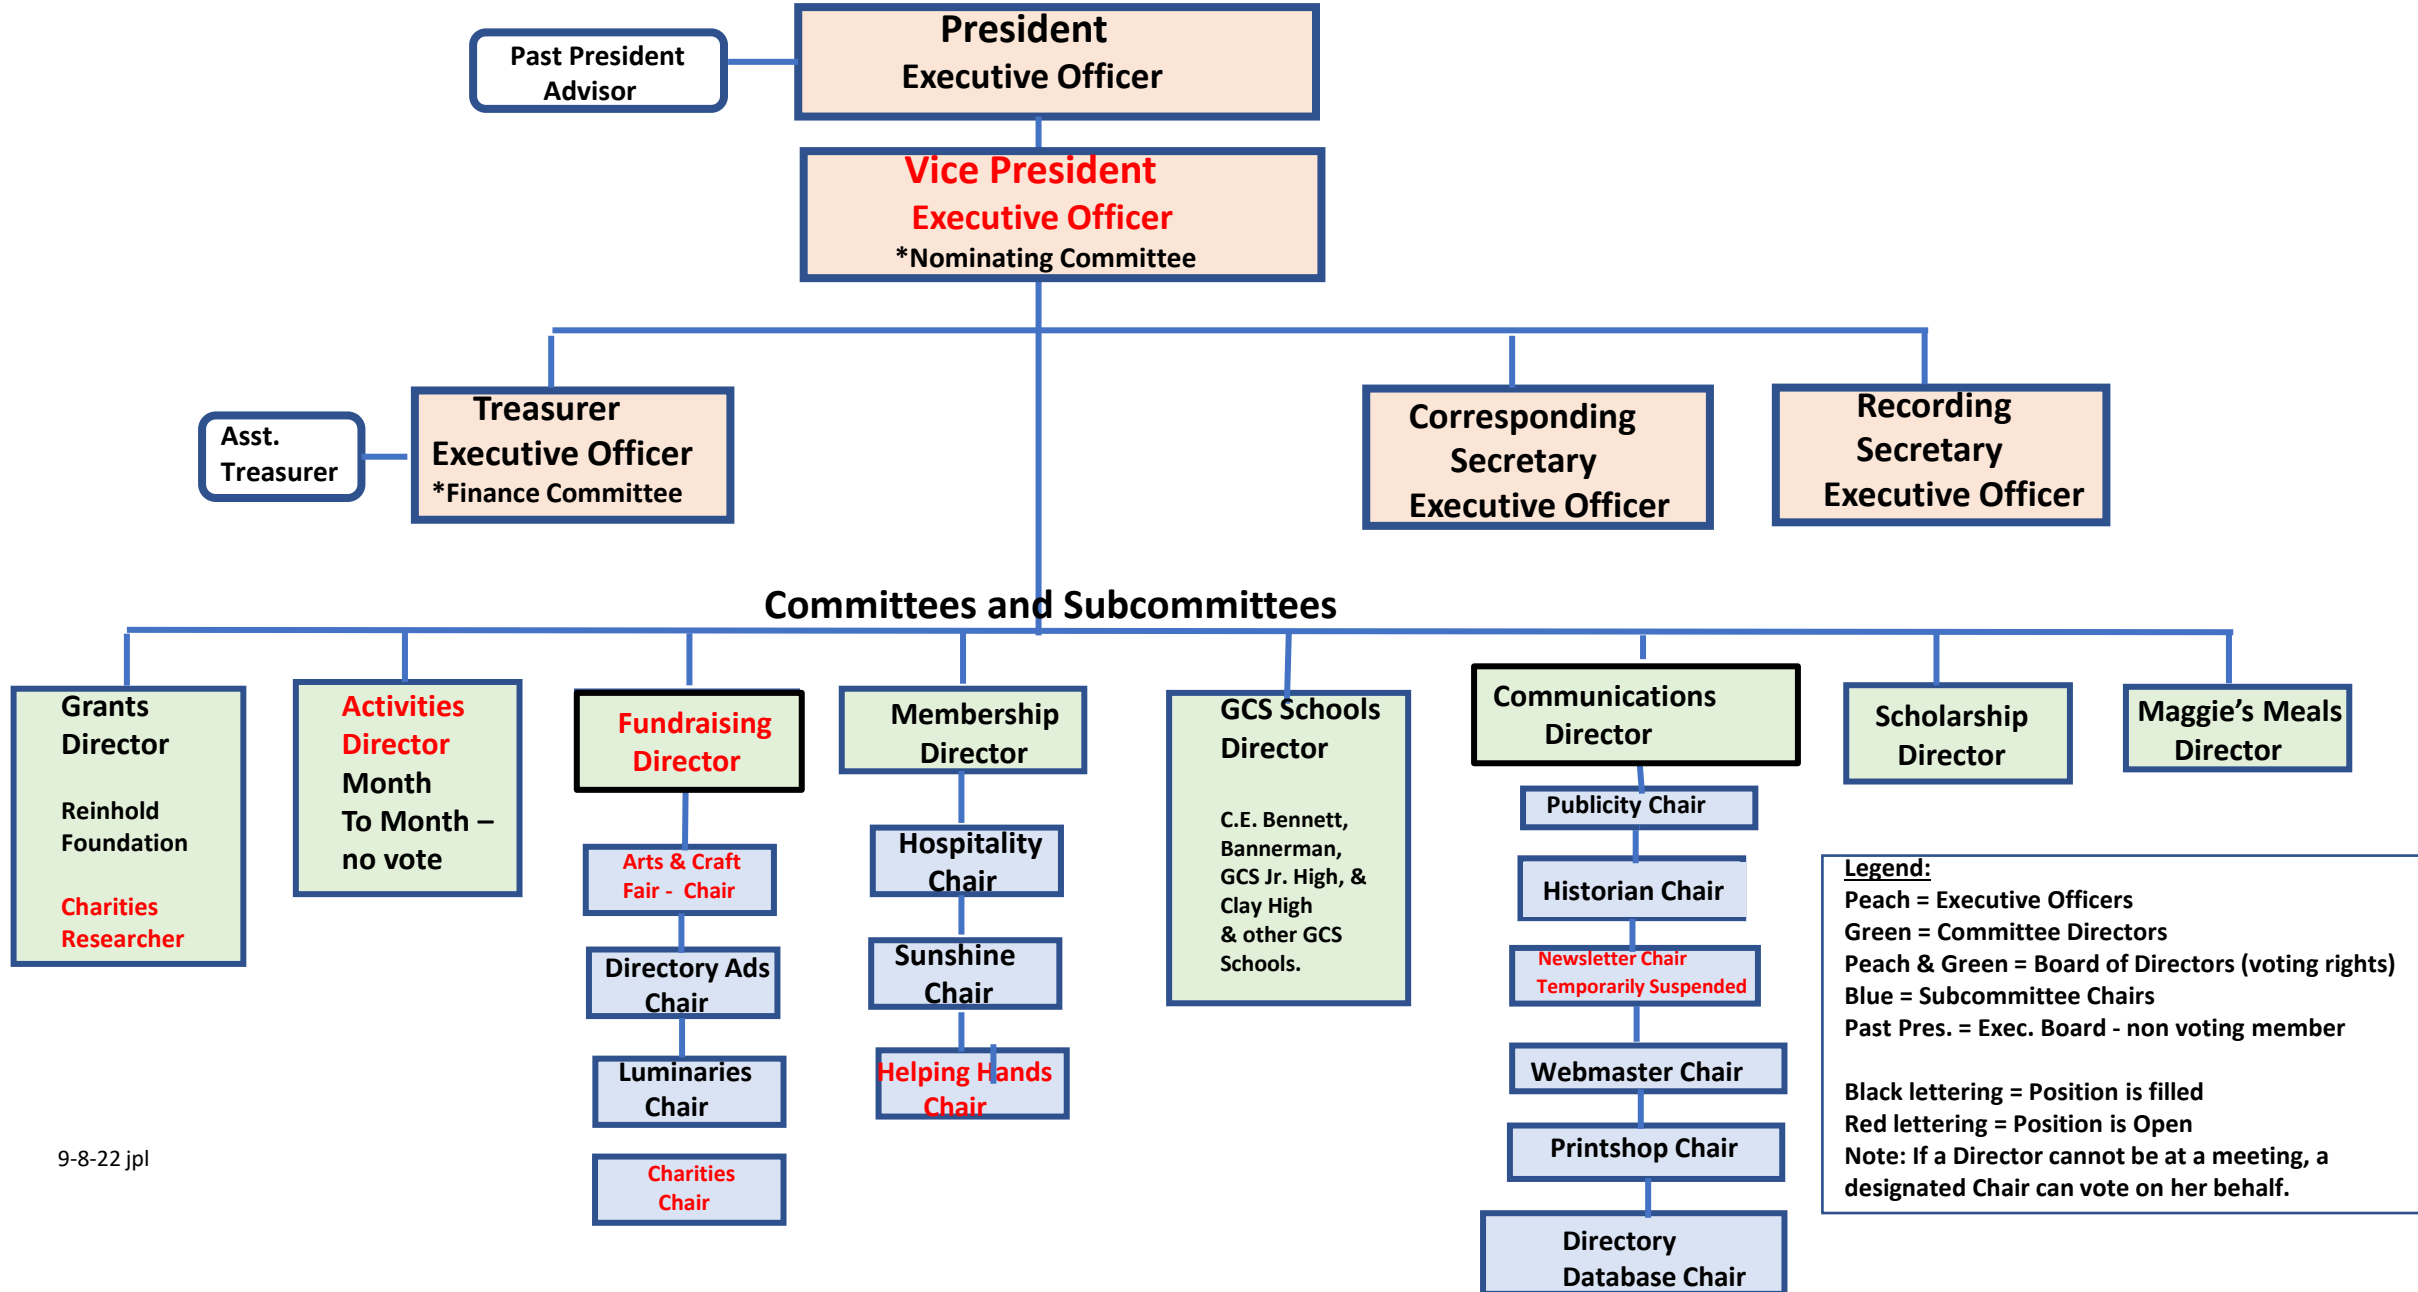 President
Executive Officer
Past President
Advisor
Vice President
Executive Officer
*Nominating Committee
Asst.
Treasurer
Treasurer
Executive Officer
*Finance Committee
Corresponding
Secretary
Executive Officer
Recording
Secretary
Executive Officer
Committees and Subcommittees
Grants
Director
Reinhold
Foundation
Charities
Researcher
Activities
Director
Month
To Month –
no vote
Fundraising
Director
Arts & Craft
Fair - Chair
Directory Ads
Chair
Luminaries
Chair
Charities
Chair
Membership
Director
Hospitality
Chair
Sunshine
Chair
Helping Hands
Chair
GCS Schools
Director
C.E. Bennett,
Bannerman,
GCS Jr. High, &
Clay High
& other GCS
Schools.
Communications
Director
Publicity Chair
Historian Chair
Newsletter Chair
Temporarily Suspended
Webmaster Chair
Printshop Chair
Directory
Database Chair
Scholarship
Director
Maggie’s Meals
Director
Legend:
Peach = Executive Officers
Green = Committee Directors
Peach & Green = Board of Directors (voting rights)
Blue = Subcommittee Chairs
Past Pres. = Exec. Board - non voting member
Black lettering = Position is filled
Red lettering = Position is Open
Note: If a Director cannot be at a meeting, a
designated Chair can vote on her behalf.
9-8-22 jpl